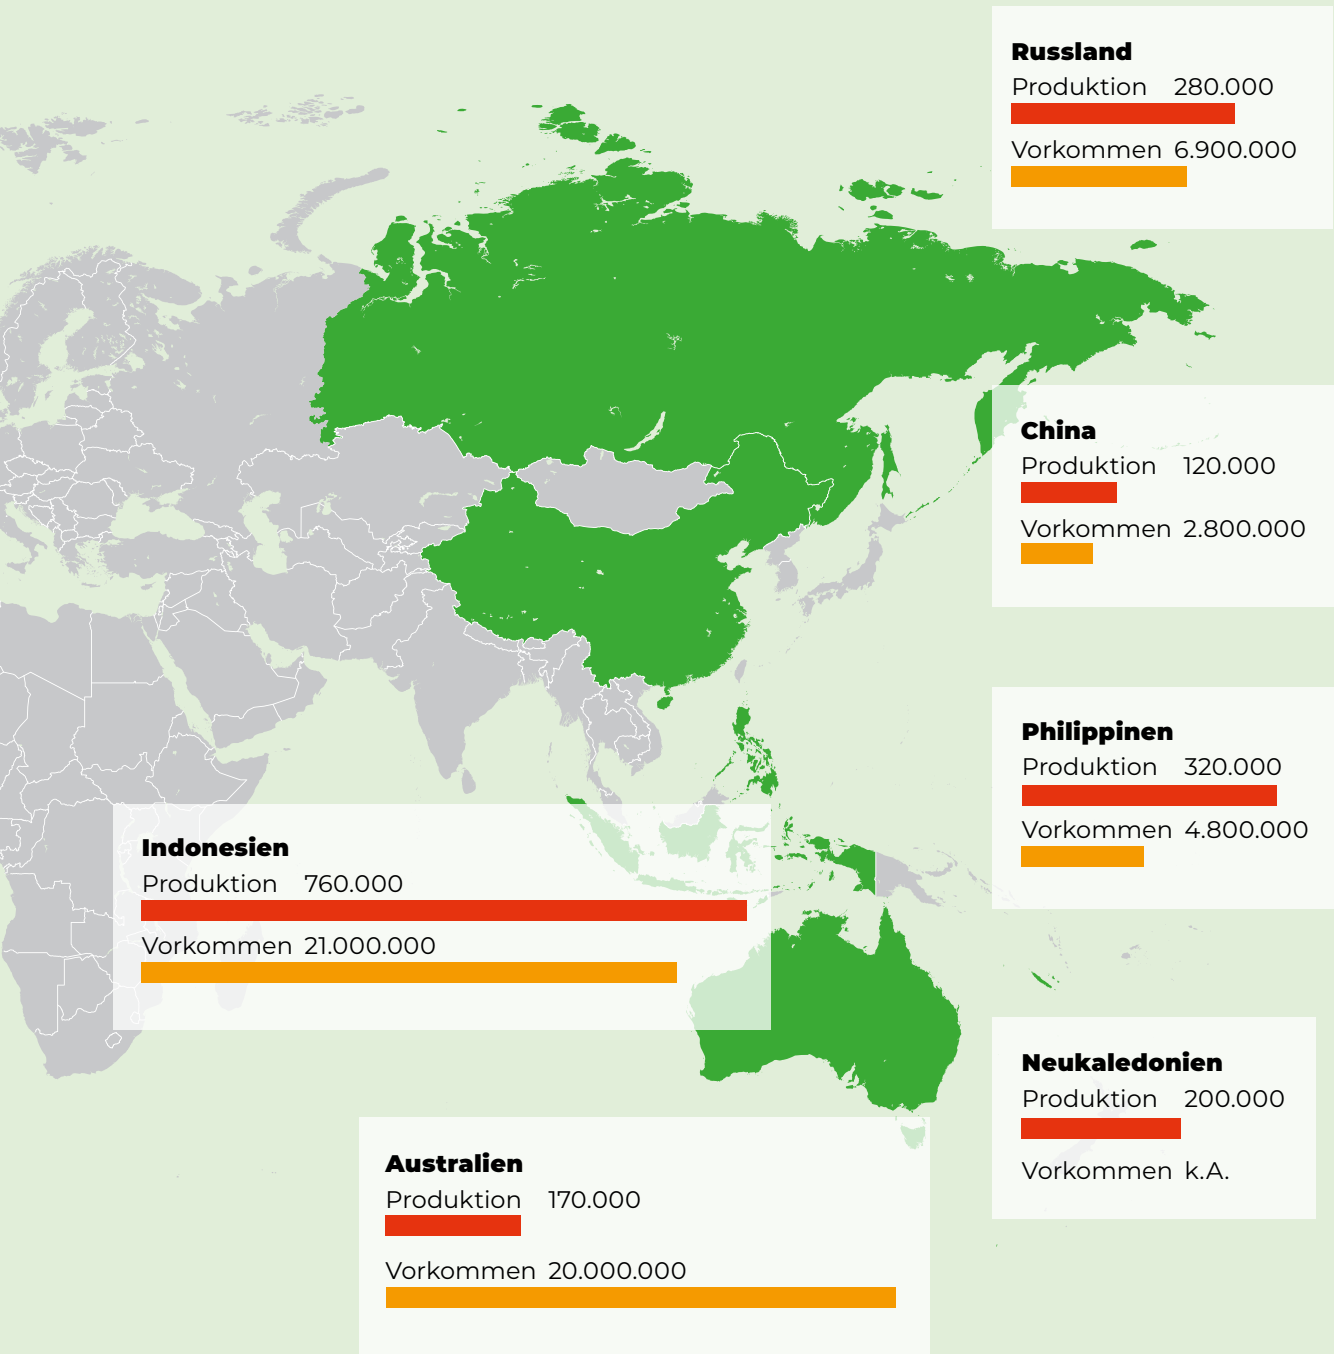 Russland
Produktion 280.000
Vorkommen 6.900.000
China
Produktion 120.000
Vorkommen 2.800.000
Philippinen
Produktion 320.000
Vorkommen 4.800.000
Indonesien
Produktion 760.000
Vorkommen 21.000.000
Neukaledonien
Produktion 200.000
Vorkommen k.A.
Australien
Produktion 170.000
Vorkommen 20.000.000